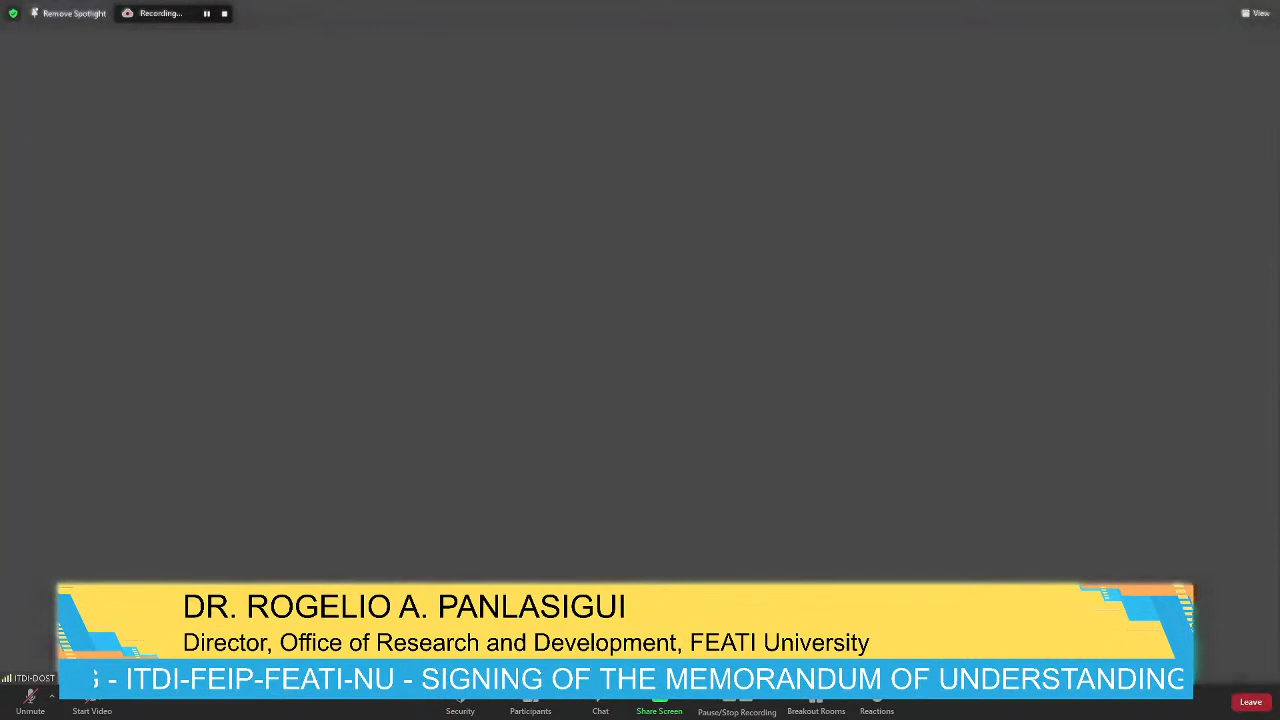 Remove Spotlight
Recording...
View
DR. ROGELIO A. PANLASIGUI
Director, Office of Research and Development, FEATI University
- ITDI-FEIP-FEATI-NU - SIGNING OF THE MEMORANDUM OF UNDERSTANDING
ITDI-DOST
Unmute
Start Video
Security
Participants
Chat
Share Screen
Pause/Stop Recording
Breakout Rooms
Reactions
Leave